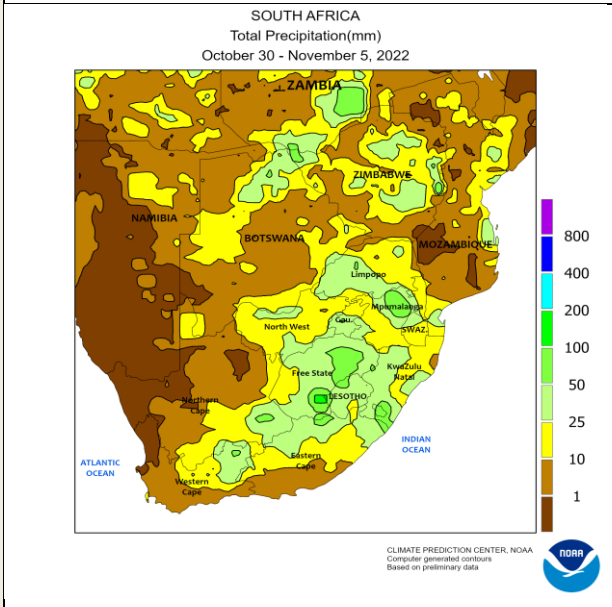 SOUTH AFRICA
Total Precipitation(mm)
October 30 - November 5, 2022
ZAMBIA
ZIMBABWE
NAMIBIA
BOTSWANA
MOZAMBIQUE
Limpopo
Mpumalanga
North West
Gau.
SWAZ.
Free State
KwaZulu
Natal
Northern
Cape
LESOTHO
Eastern
Cape
Western
Cape
ATLANTIC
OCEAN
INDIAN
OCEAN
800
400
200
100
50
25
10
1
CLIMATE PREDICTION CENTER, NOAA
Computer generated contours
Based on preliminary data
NOAA